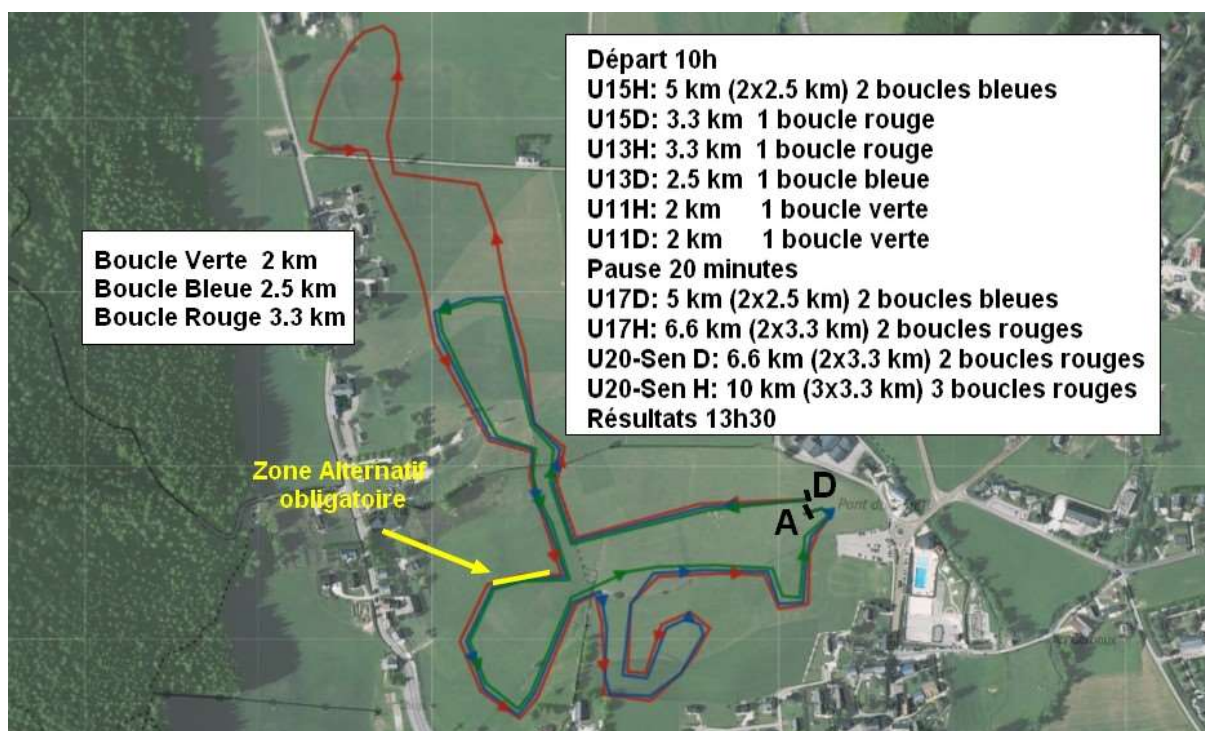 Départ 10h
U15H: 5 km (2x2.5 km) 2 boucles bleues
U15D: 3.3 km 1 boucle rouge
U13H: 3.3 km 1 boucle rouge
U13D: 2.5 km 1 boucle bleue
U11H: 2 km 1 boucle verte
U11D: 2 km 1 boucle verte
Pause 20 minutes
U17D: 5 km (2x2.5 km) 2 boucles bleues
U17H: 6.6 km (2x3.3 km) 2 boucles rouges
U20-Sen D: 6.6 km (2x3.3 km) 2 boucles rouges
U20-Sen H: 10 km (3x3.3 km) 3 boucles rouges
Résultats 13h30
Boucle Verte 2 km
Boucle Bleue 2.5 km
Boucle Rouge 3.3 km
Zone Alternatif
obligatoire
D
A
Pont